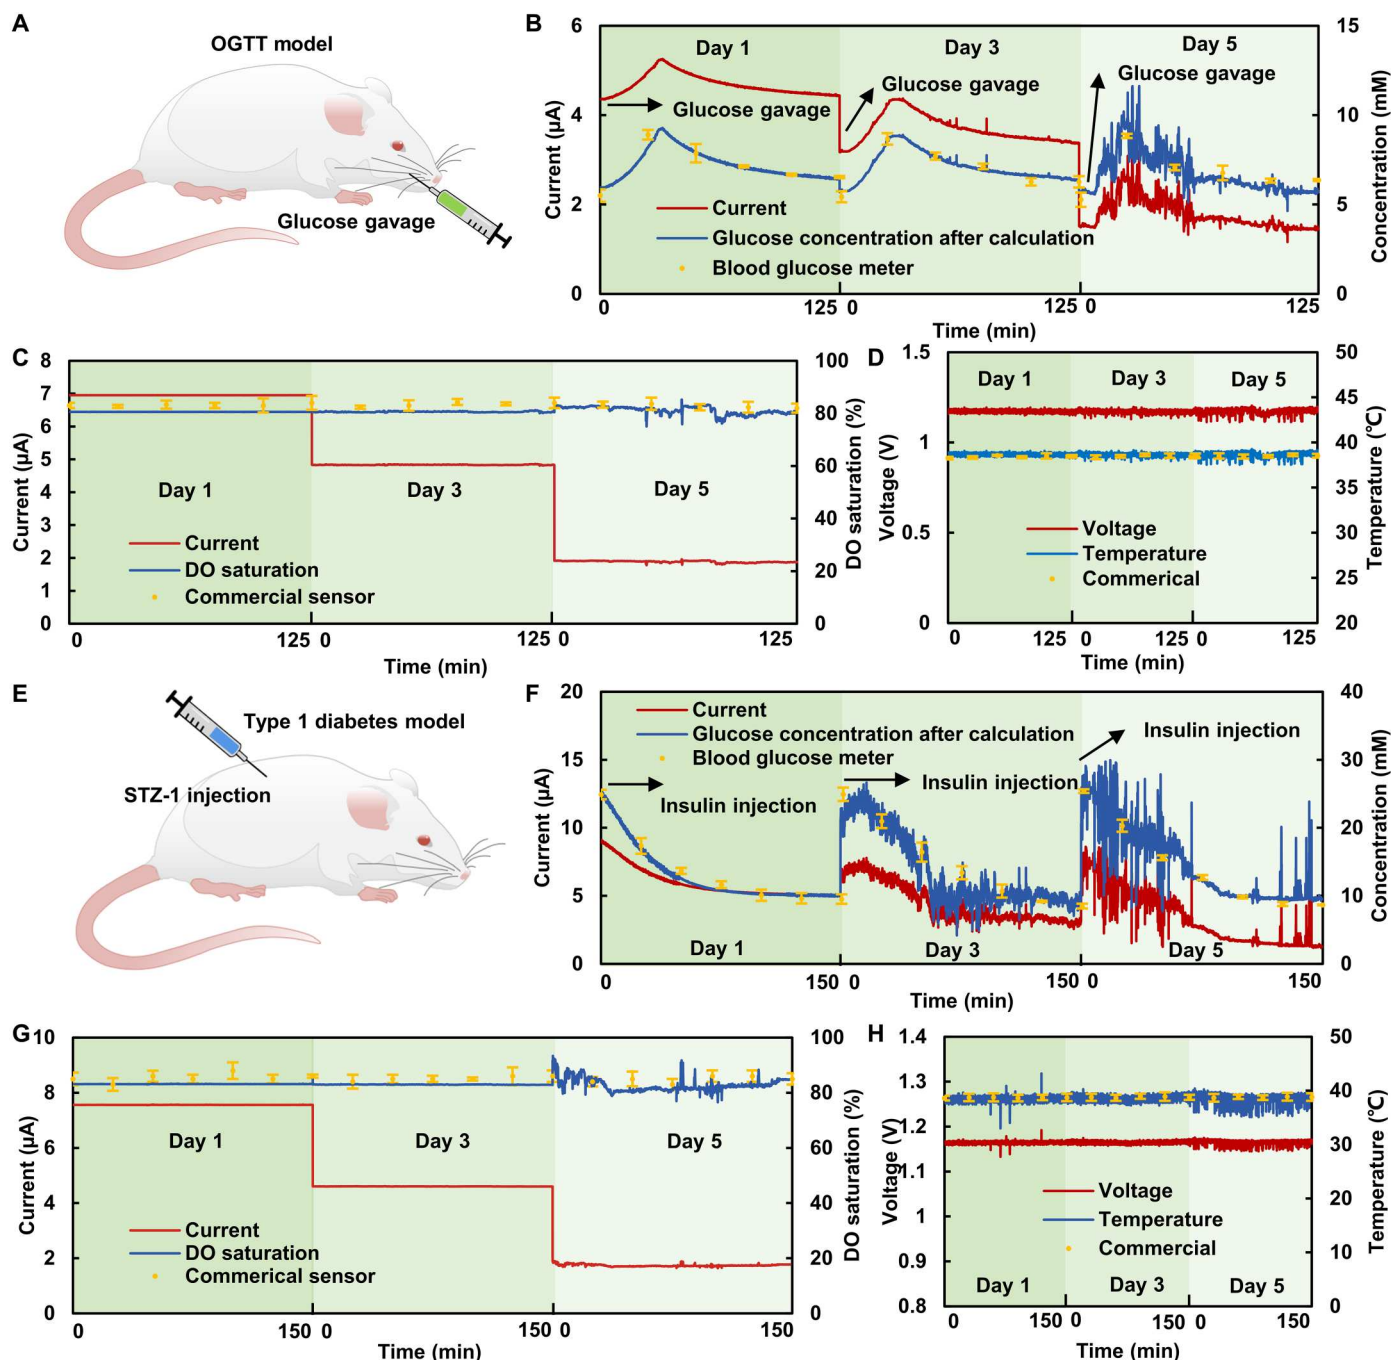 A
OGTT model
Glucose gavage
B
6
4
2
0
Current (μA)
Day 1
Day 3
Day 5
Glucose gavage
Glucose gavage
Glucose gavage
Current
Glucose concentration after calculation
Blood glucose meter
15
10
5
0
Concentration (mM)
0
125
0
125
0
125
Time (min)
C
8
7
6
5
4
3
2
1
0
Current (μA)
Day 1
Day 3
Day 5
Current
DO saturation
Commercial sensor
100
80
60
40
20
0
DO saturation (%)
0
125
0
125
0
125
Time (min)
D
1.5
1
0.5
0
Voltage (V)
Day 1
Day 3
Day 5
Voltage
Temperature
Commerical
50
45
40
35
30
25
20
Temperature (℃)
0
125
0
125
0
125
Time (min)
E
Type 1 diabetes model
STZ-1 injection
F
20
15
10
5
0
Current (μA)
Current
Glucose concentration after calculation
Blood glucose meter
Insulin injection
Insulin injection
Insulin injection
Day 1
Day 3
Day 5
40
30
20
10
0
Concentration (mM)
0
150
0
150
0
150
Time (min)
G
10
8
6
4
2
0
Current (μA)
Day 1
Day 3
Day 5
Current
DO saturation
Commerical sensor
100
80
60
40
20
0
DO saturation (%)
0
150
0
150
0
150
Time (min)
H
1.4
1.3
1.2
1.1
1
0.9
0.8
Voltage (V)
Voltage
Temperature
Commercial
Day 1
Day 3
Day 5
50
40
30
20
10
0
Temperature (℃)
0
150
0
150
0
150
Time (min)